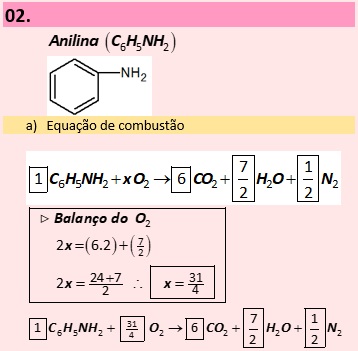 02.
Anilina (C₆H₅NH₂)
NH₂
a) Equação de combustão
1 C₆H₅NH₂ + xO₂ → 6 CO₂ + 7/2 H₂O + 1/2 N₂
▷ Balanço do O₂
2x = (6.2) + (7/2)
2x = 24+7/2 ∴ x = 31/4
1 C₆H₅NH₂ + 31/4 O₂ → 6 CO₂ + 7/2 H₂O + 1/2 N₂